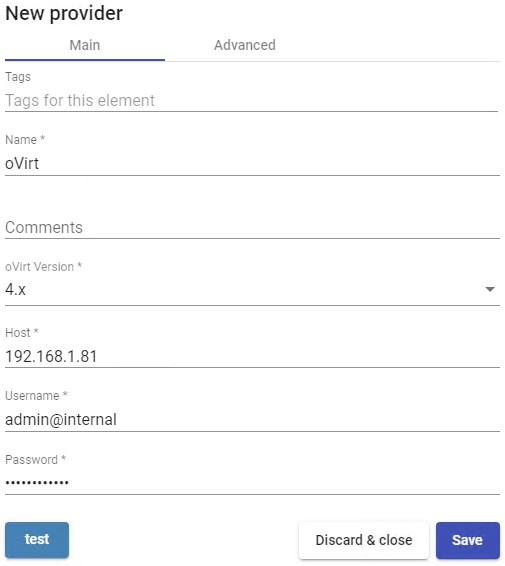 New provider
Main Advanced
Tags
Tags for this element
Name *
oVirt
Comments
oVirt Version *
4.x
Host *
192.168.1.81
Username *
admin@internal
Password *
••••••••••••
test Discard & close Save